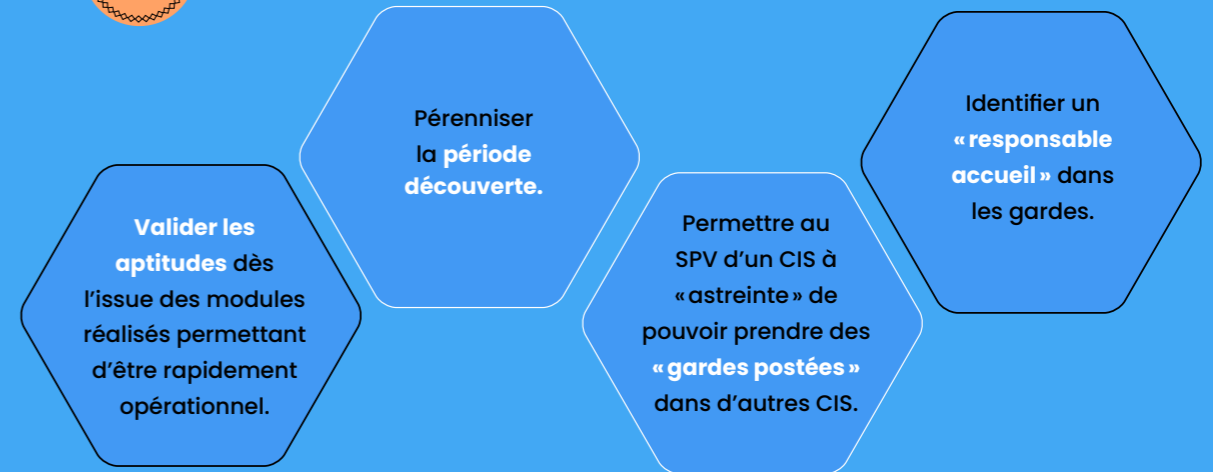 Valider les
aptitudes dès
l’issue des modules
réalisés permettant
d’être rapidement
opérationnel.
Pérenniser
la période
découverte.
Permettre au
SPV d’un CIS à
« astreinte » de
pouvoir prendre des
« gardes postées »
dans d’autres CIS.
Identifier un
« responsable
accueil » dans
les gardes.